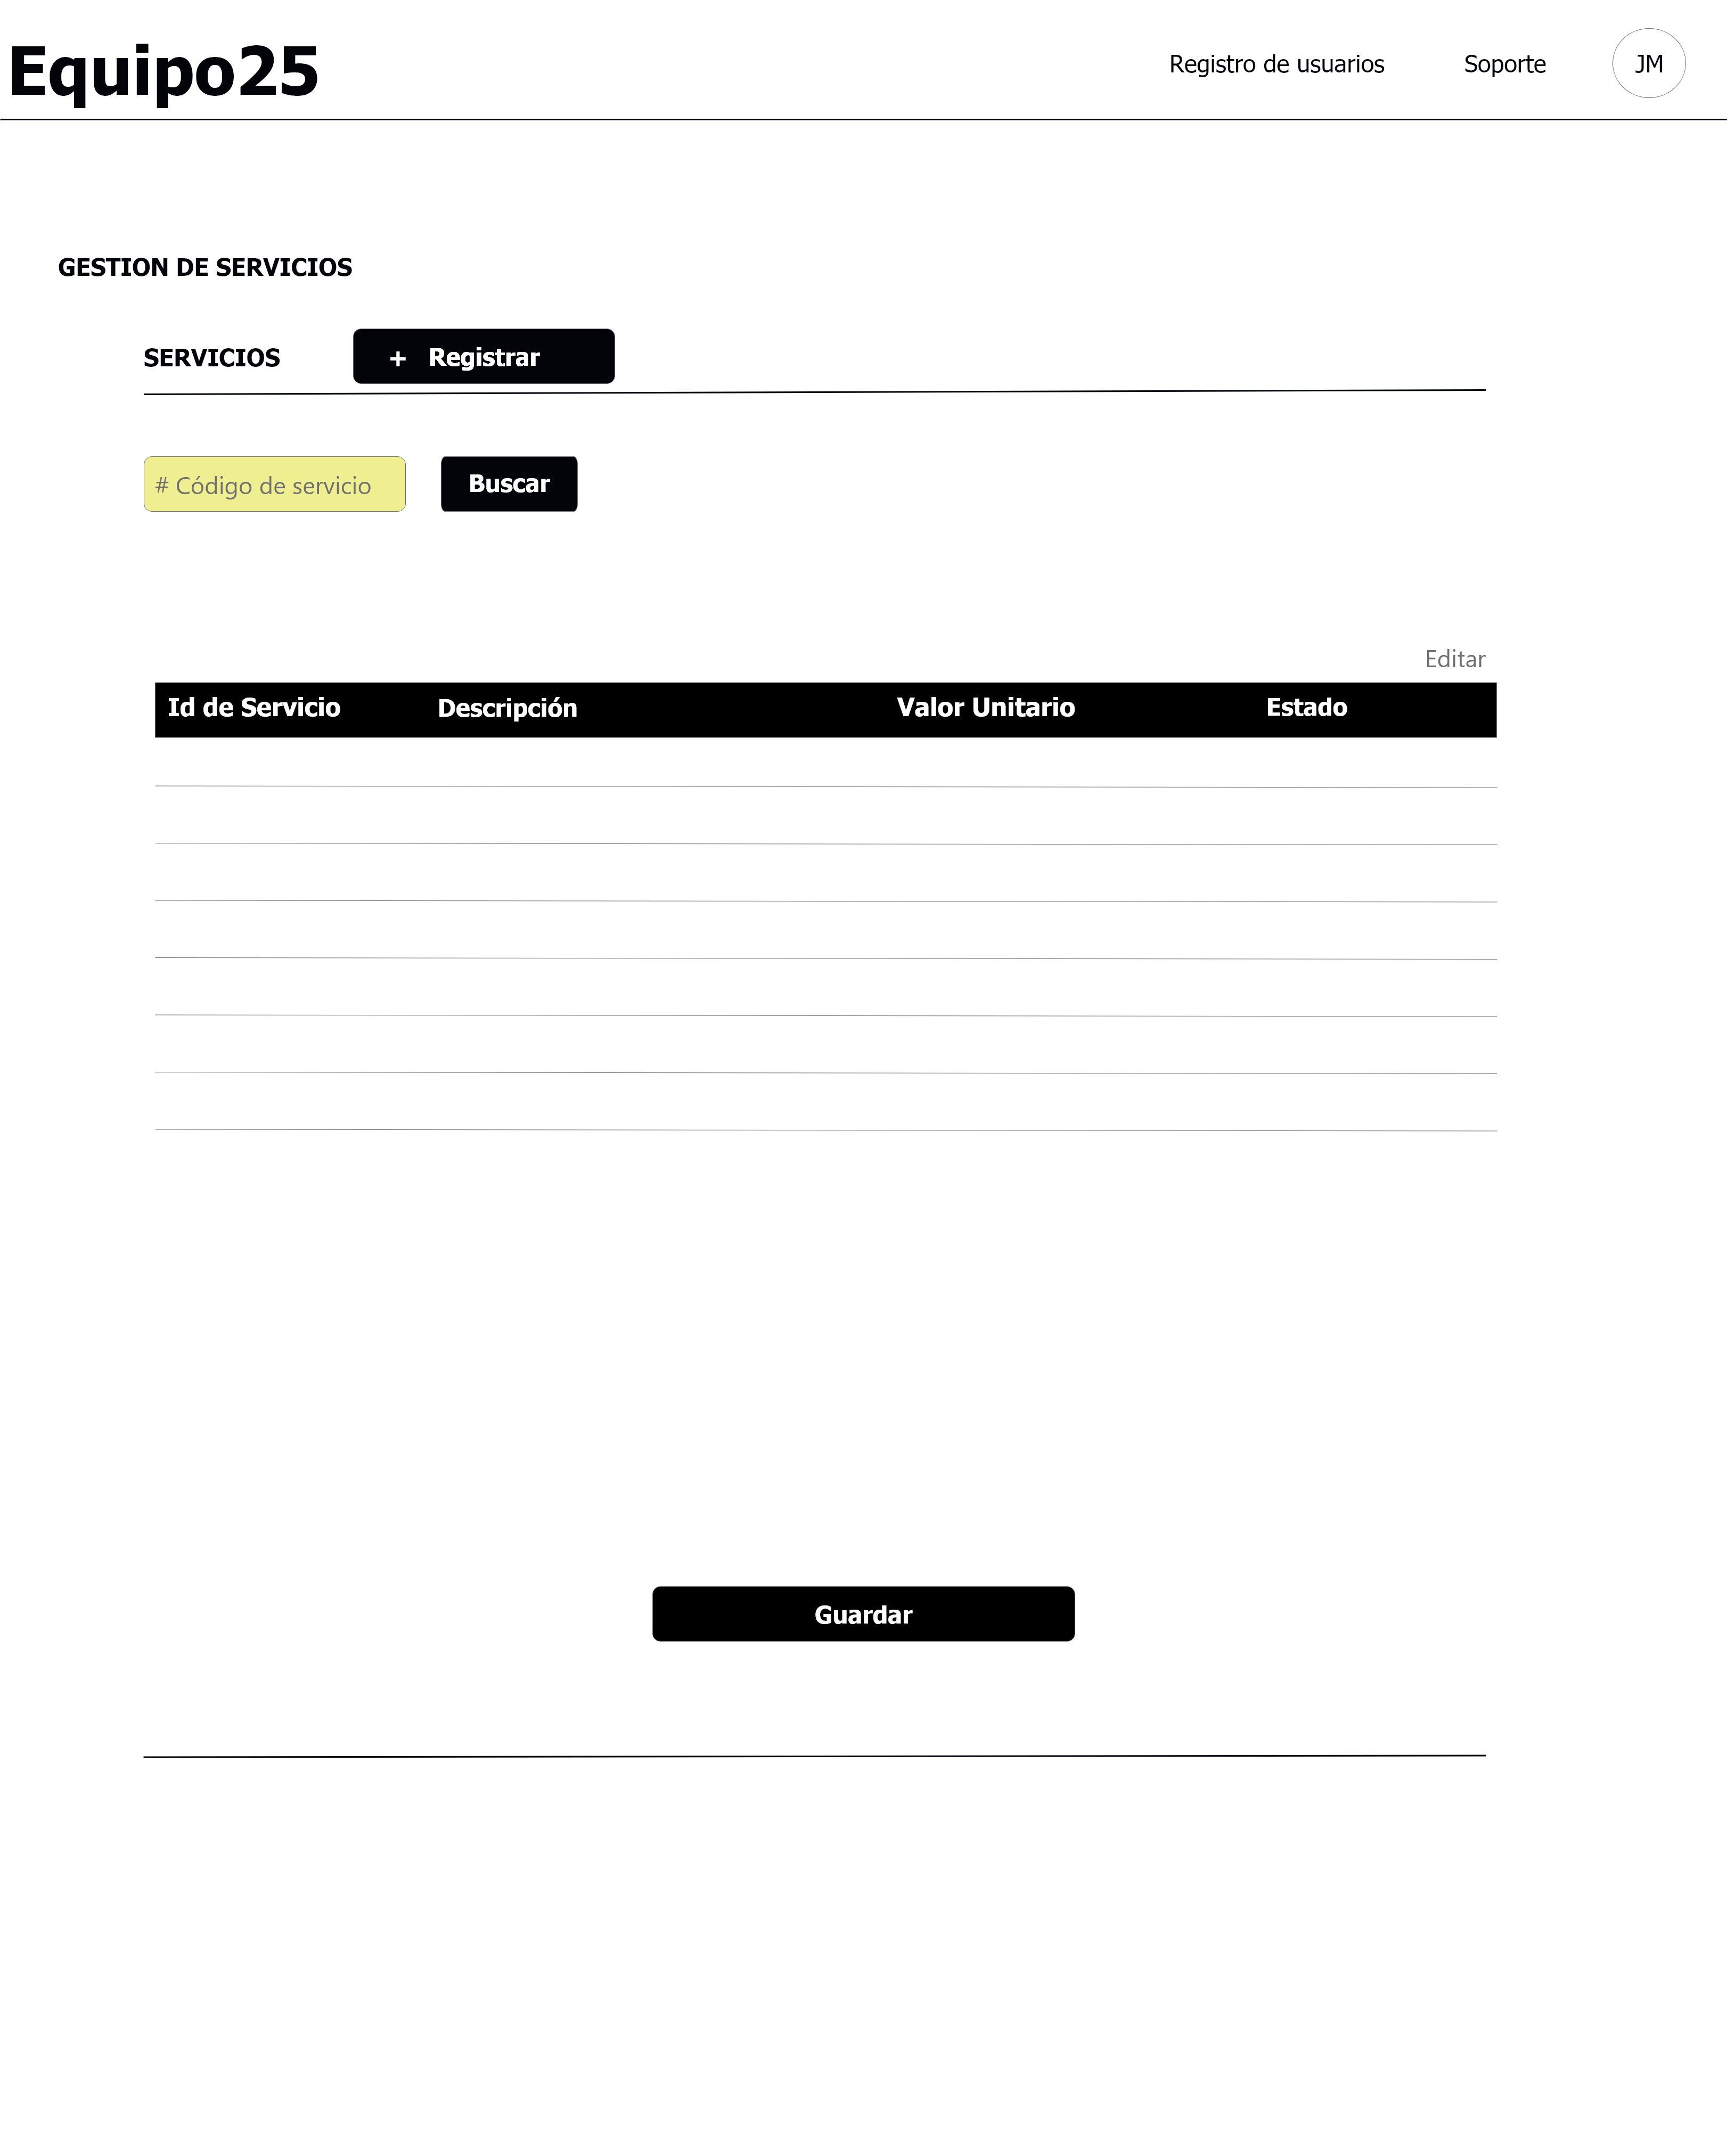 Equipo25
Registro de usuarios Soporte JM
GESTION DE SERVICIOS
SERVICIOS + Registrar
# Código de servicio Buscar
Editar
Id de Servicio Descripción Valor Unitario Estado
Guardar